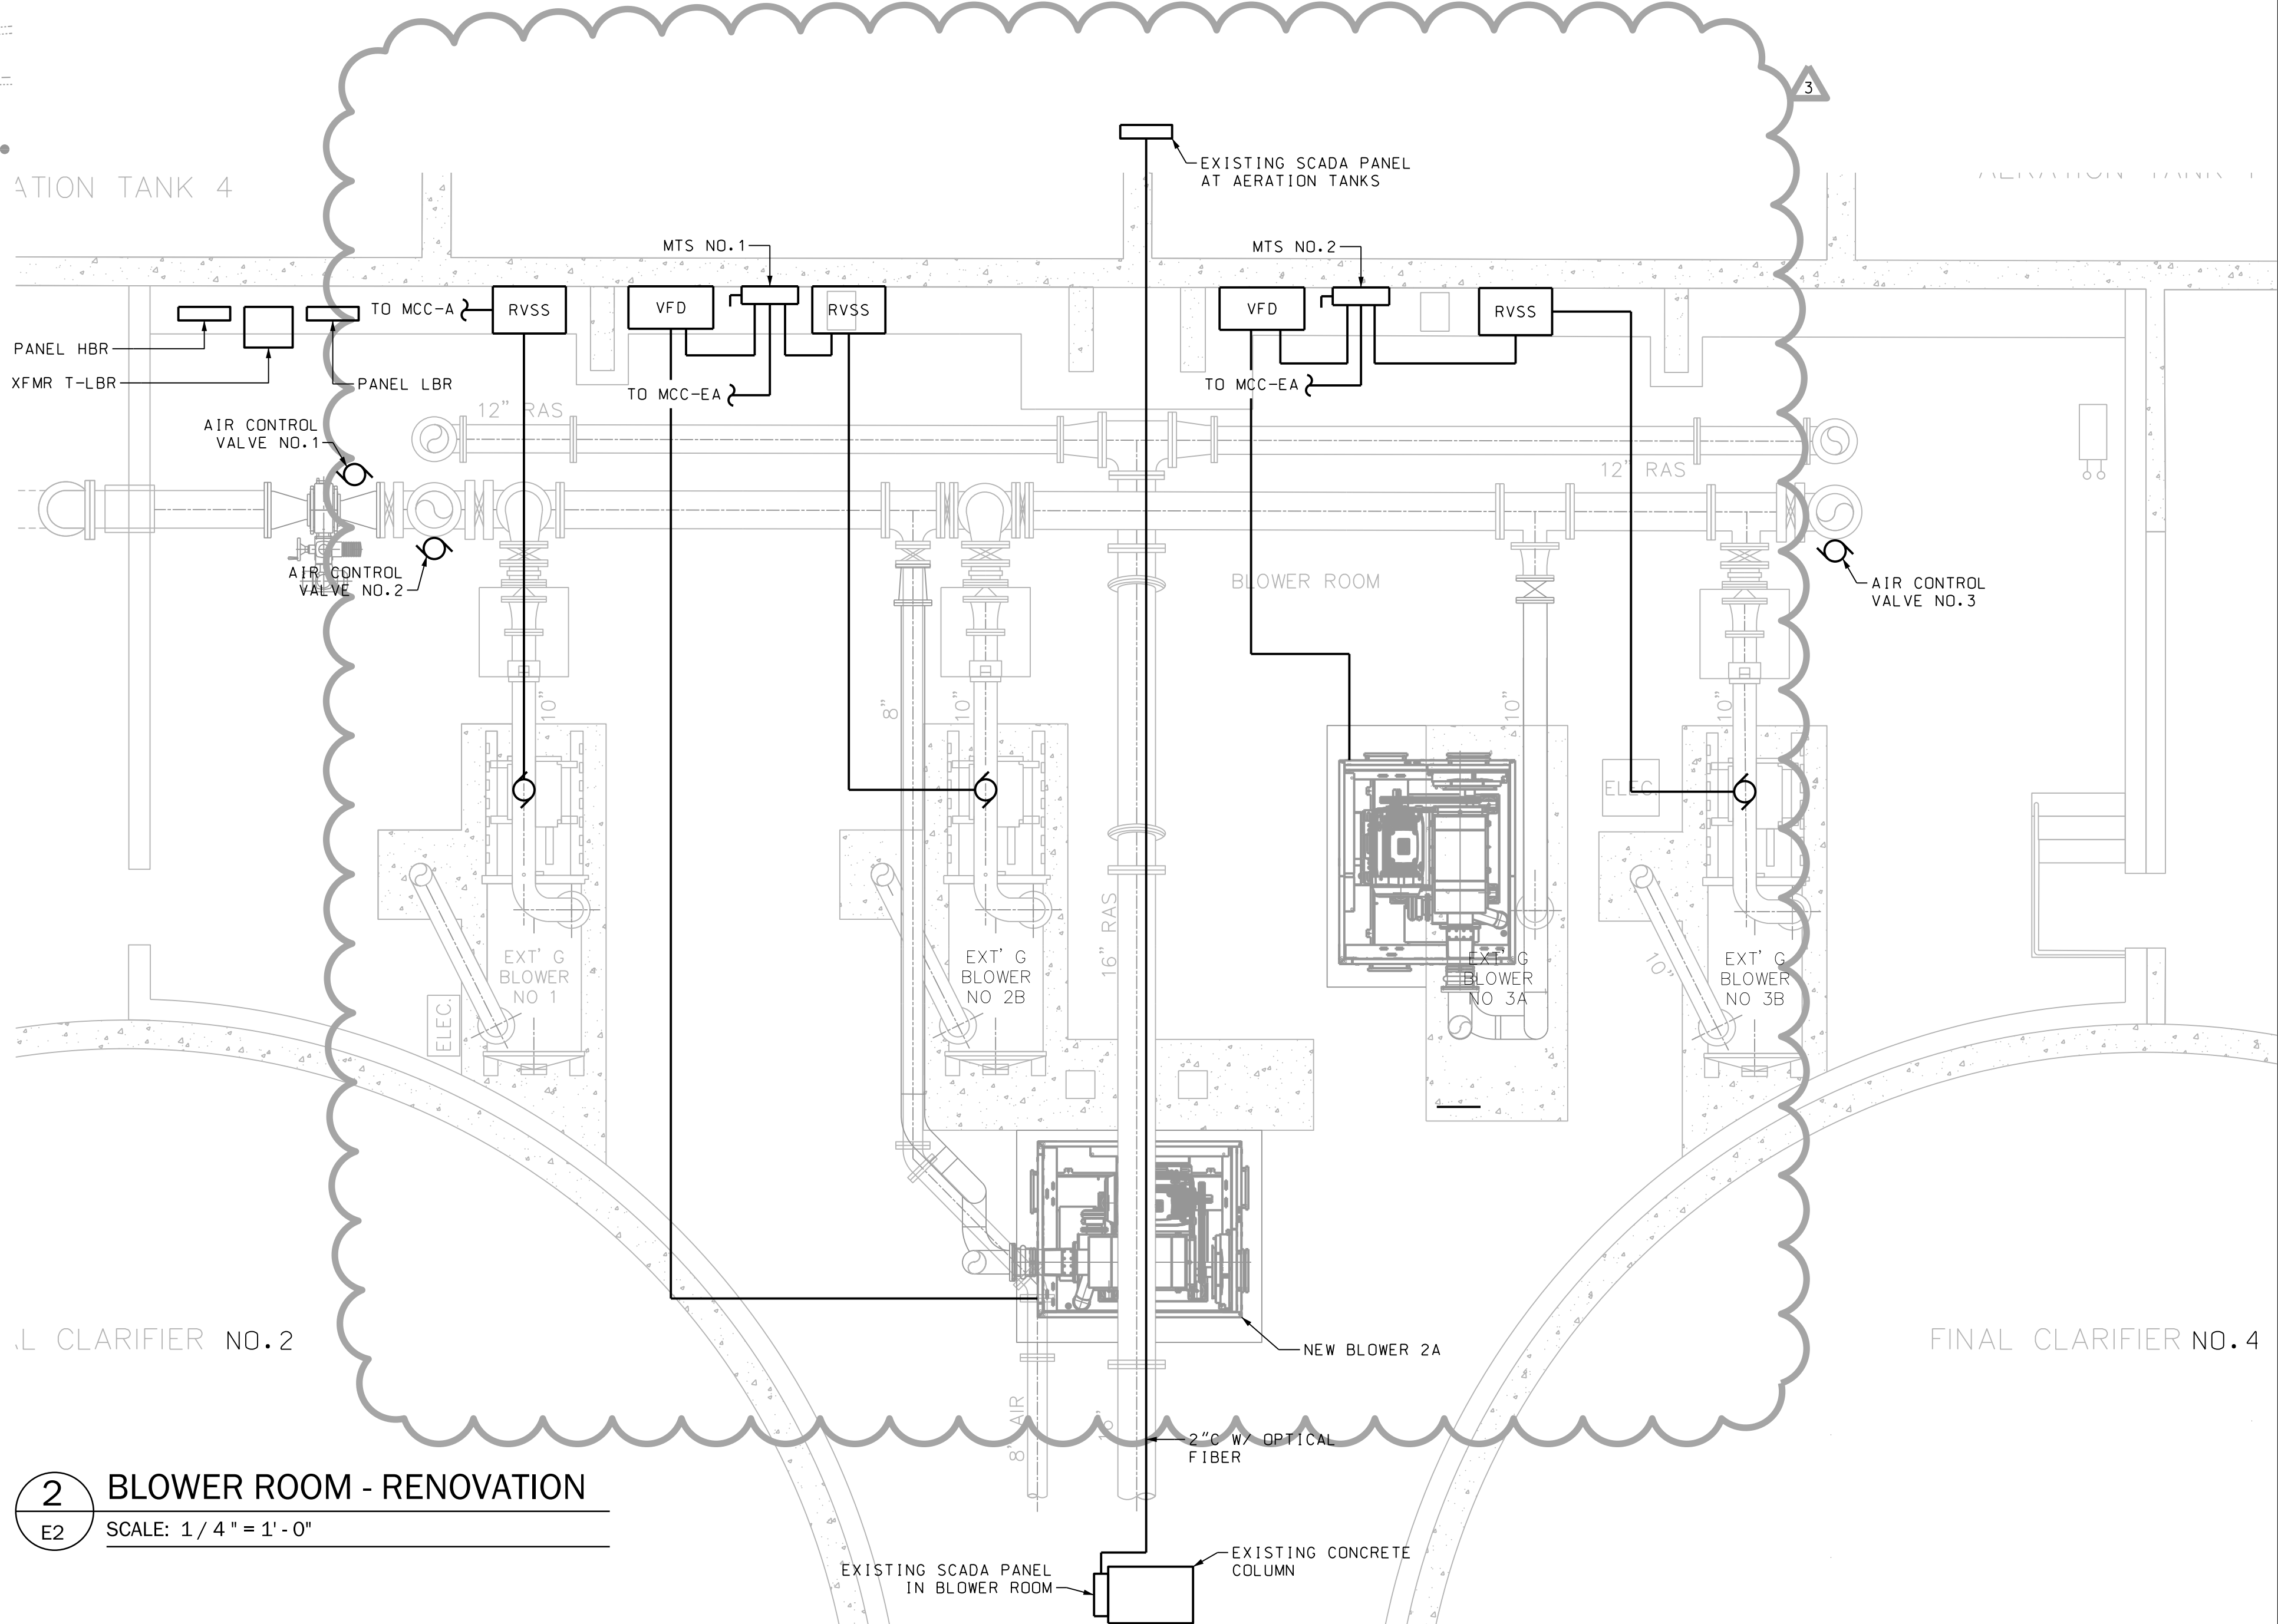 3
EXISTING SCADA PANEL
AT AERATION TANKS
ATION TANK 4
MTS NO.1
MTS NO.2
TO MCC-A
RVSS
VFD
RVSS
VFD
RVSS
PANEL HBR
XFMR T-LBR
PANEL LBR
TO MCC-EA
TO MCC-EA
12" RAS
AIR CONTROL
VALVE NO.1
12" RAS
AIR CONTROL
VALVE NO.2
BLOWER ROOM
AIR CONTROL
VALVE NO.3
10"
8"
10"
10"
10"
ELEC.
16" RAS
EXT'G
BLOWER
NO 1
EXT'G
BLOWER
NO 2B
EXT'G
BLOWER
NO 3A
10"
EXT'G
BLOWER
NO 3B
ELEC.
AL CLARIFIER NO.2
FINAL CLARIFIER NO.4
NEW BLOWER 2A
8" AIR
16"
2"C W/ OPTICAL
FIBER
2
E2
BLOWER ROOM - RENOVATION
SCALE: 1/4" = 1'-0"
EXISTING SCADA PANEL
IN BLOWER ROOM
EXISTING CONCRETE
COLUMN